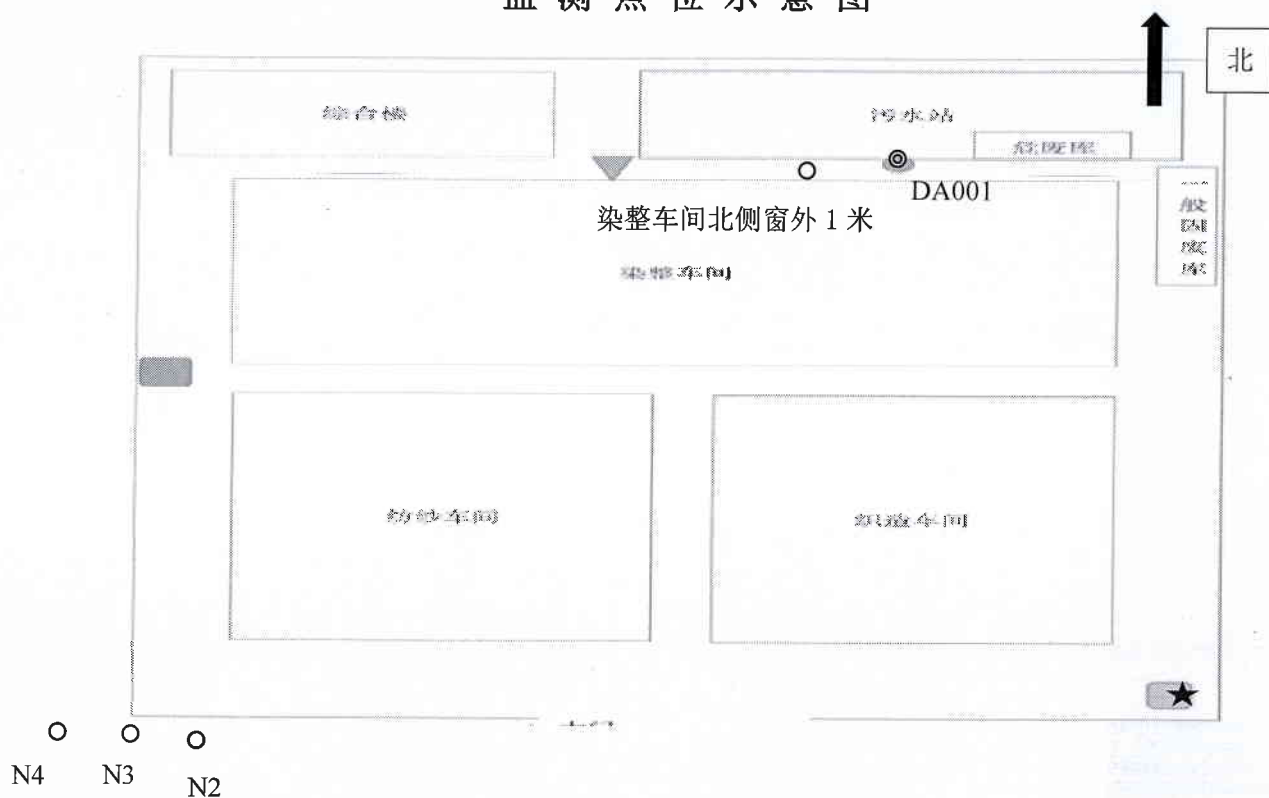 监测点位示意图
北
综合楼
污水站
危废库
DA001
一般固废库
染整车间北侧窗外 1 米
染整车间
纺纱车间
织造车间
N4
N3
N2